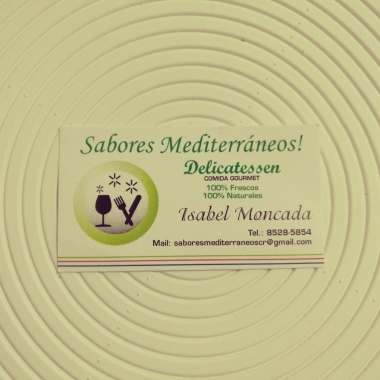 Sabores Mediterráneos!
Delicatessen
COMIDA GOURMET
100% Frescos
100% Naturales
Isabel Moncada
Tel.: 8528-5854
Mail: saboresmediterraneoscr@gmail.com